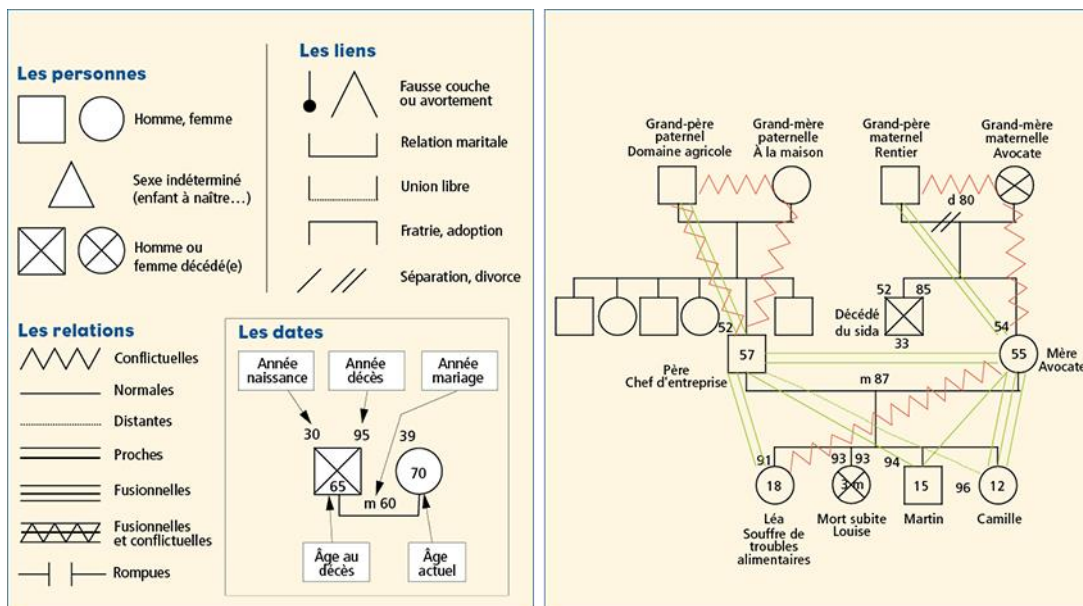 Les personnes
Homme, femme
Sexe indéterminé
(enfant à naître…)
Homme ou
femme décédé(e)
Les liens
Fausse couche
ou avortement
Relation maritale
Union libre
Fratrie, adoption
Séparation, divorce
Les relations
Conflictuelles
Normales
Distantes
Proches
Fusionnelles
Fusionnelles
et conflictuelles
Rompues
Les dates
Année
naissance
Année
décès
Année
mariage
30
95
39
65
70
m 60
Âge au
décès
Âge
actuel
Grand-père
paternel
Domaine agricole
Grand-mère
paternelle
À la maison
Grand-père
maternel
Rentier
Grand-mère
maternelle
Avocate
d 80
52
85
Décédé
du sida
33
52
57
Père
Chef d'entreprise
54
55
Mère
Avocate
m 87
91
18
Léa
Souffre de
troubles
alimentaires
93
93
3 m
Mort subite
Louise
94
15
Martin
96
12
Camille